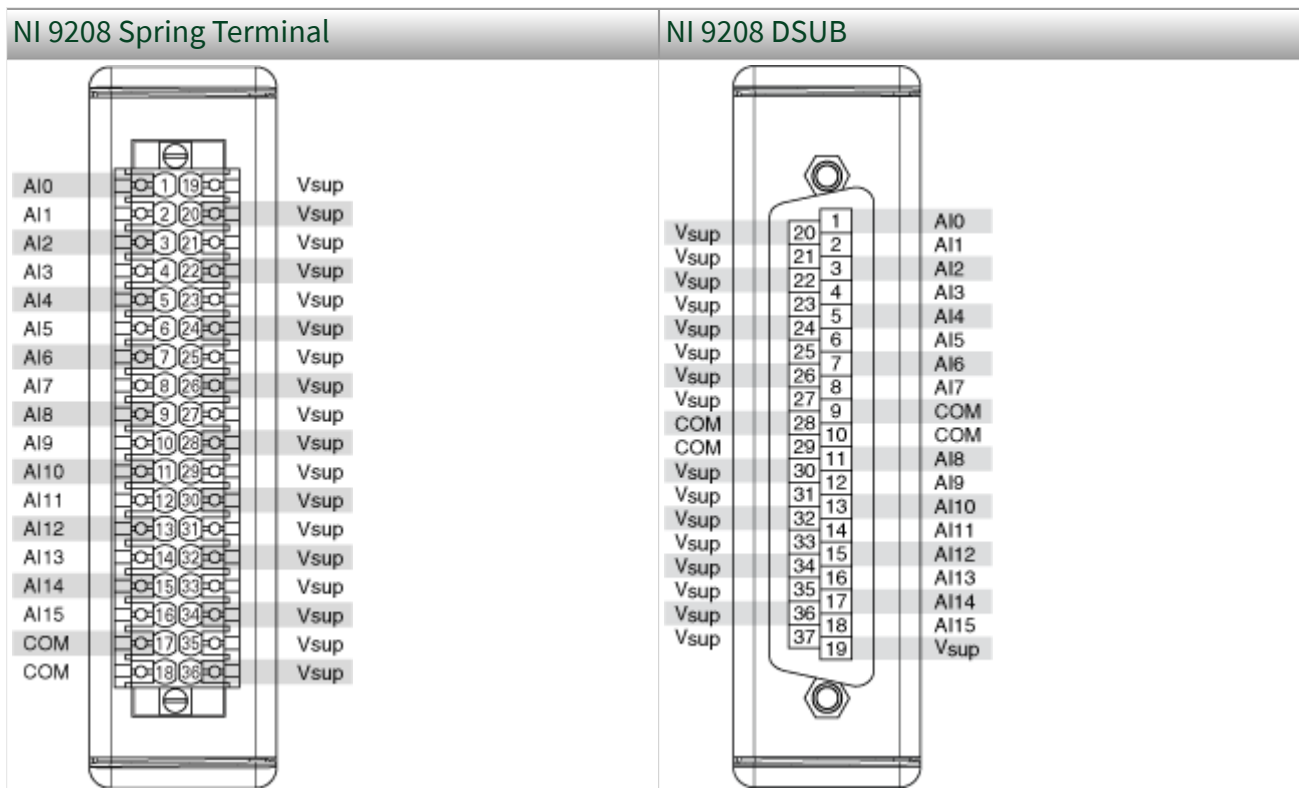 NI 9208 Spring Terminal
NI 9208 DSUB
AI0 1 19 Vsup
AI1 2 20 Vsup
AI2 3 21 Vsup
AI3 4 22 Vsup
AI4 5 23 Vsup
AI5 6 24 Vsup
AI6 7 25 Vsup
AI7 8 26 Vsup
AI8 9 27 Vsup
AI9 10 28 Vsup
AI10 11 29 Vsup
AI11 12 30 Vsup
AI12 13 31 Vsup
AI13 14 32 Vsup
AI14 15 33 Vsup
AI15 16 34 Vsup
COM 17 35 Vsup
COM 18 36 Vsup
1 AI0
Vsup 20
2 AI1
Vsup 21
3 AI2
Vsup 22
4 AI3
Vsup 23
5 AI4
Vsup 24
6 AI5
Vsup 25
7 AI6
Vsup 26
8 AI7
Vsup 27
9 COM
COM 28
10 COM
COM 29
11 AI8
Vsup 30
12 AI9
Vsup 31
13 AI10
Vsup 32
14 AI11
Vsup 33
15 AI12
Vsup 34
16 AI13
Vsup 35
17 AI14
Vsup 36
18 AI15
Vsup 37
19 Vsup